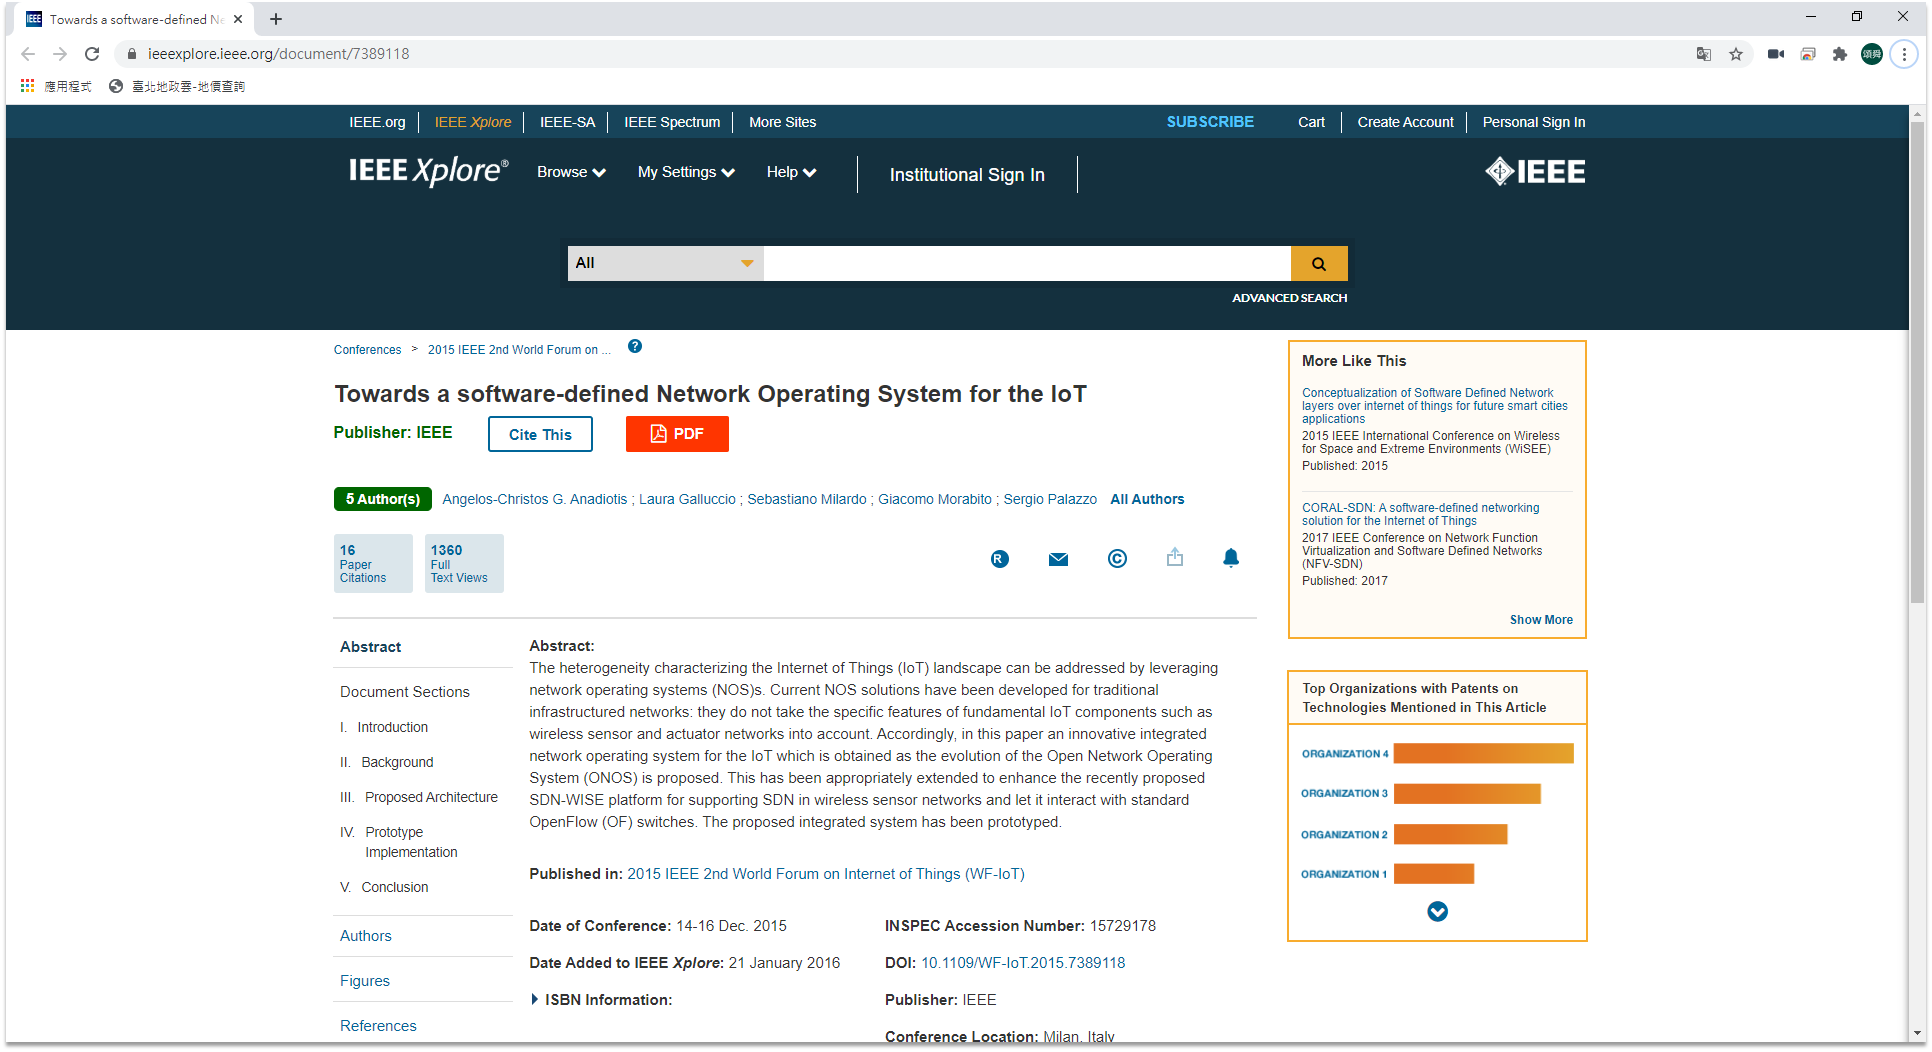 IEEE Towards a software-defined Ne
ieeexplore.ieee.org/document/7389118
頌舜
應用程式 臺北地政雲-地價查詢
IEEE.org IEEE Xplore IEEE-SA IEEE Spectrum More Sites SUBSCRIBE Cart Create Account Personal Sign In
IEEE Xplore® Browse My Settings Help Institutional Sign In IEEE
All
ADVANCED SEARCH
Conferences > 2015 IEEE 2nd World Forum on ... ?
Towards a software-defined Network Operating System for the IoT
Publisher: IEEE Cite This PDF
5 Author(s) Angelos-Christos G. Anadiotis ; Laura Galluccio ; Sebastiano Milardo ; Giacomo Morabito ; Sergio Palazzo All Authors
16
Paper
Citations
1360
Full
Text Views
R ©
Abstract
Document Sections
I. Introduction
II. Background
III. Proposed Architecture
IV. Prototype
Implementation
V. Conclusion
Authors
Figures
References
Abstract:
The heterogeneity characterizing the Internet of Things (IoT) landscape can be addressed by leveraging
network operating systems (NOS)s. Current NOS solutions have been developed for traditional
infrastructured networks: they do not take the specific features of fundamental IoT components such as
wireless sensor and actuator networks into account. Accordingly, in this paper an innovative integrated
network operating system for the IoT which is obtained as the evolution of the Open Network Operating
System (ONOS) is proposed. This has been appropriately extended to enhance the recently proposed
SDN-WISE platform for supporting SDN in wireless sensor networks and let it interact with standard
OpenFlow (OF) switches. The proposed integrated system has been prototyped.
Published in: 2015 IEEE 2nd World Forum on Internet of Things (WF-IoT)
Date of Conference: 14-16 Dec. 2015
Date Added to IEEE Xplore: 21 January 2016
ISBN Information:
INSPEC Accession Number: 15729178
DOI: 10.1109/WF-IoT.2015.7389118
Publisher: IEEE
Conference Location: Milan, Italy
More Like This
Conceptualization of Software Defined Network
layers over internet of things for future smart cities
applications
2015 IEEE International Conference on Wireless
for Space and Extreme Environments (WiSEE)
Published: 2015
CORAL-SDN: A software-defined networking
solution for the Internet of Things
2017 IEEE Conference on Network Function
Virtualization and Software Defined Networks
(NFV-SDN)
Published: 2017
Show More
Top Organizations with Patents on
Technologies Mentioned in This Article
ORGANIZATION 4
ORGANIZATION 3
ORGANIZATION 2
ORGANIZATION 1